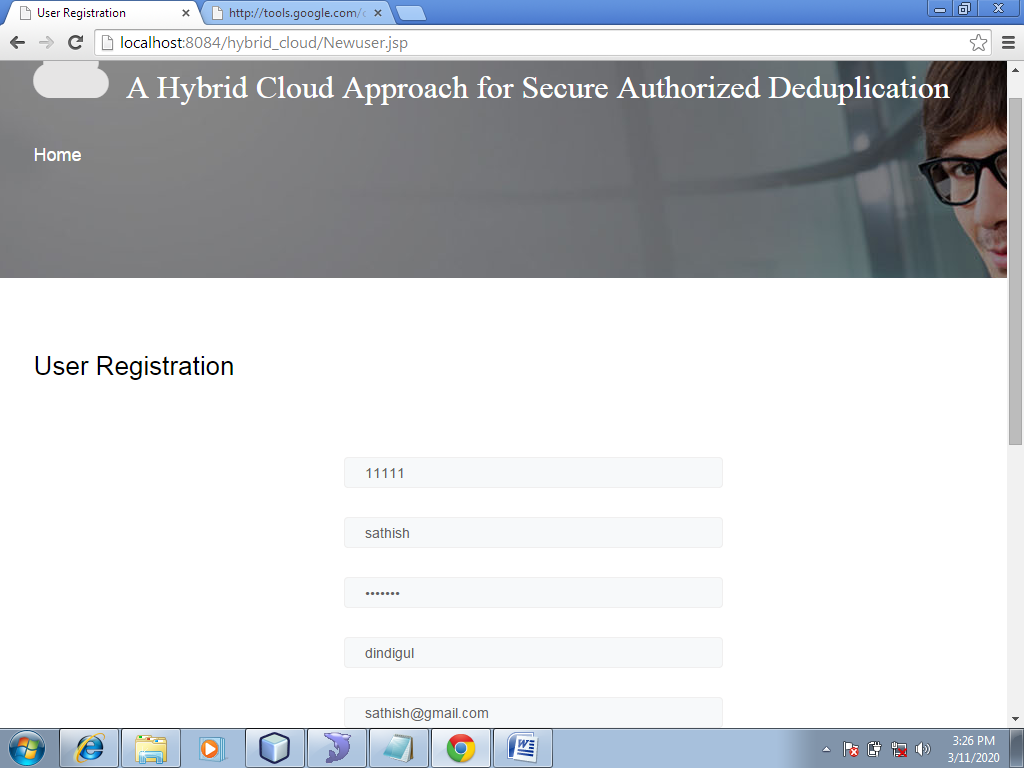 User Registration
http://tools.google.com/
localhost:8084/hybrid_cloud/Newuser.jsp
A Hybrid Cloud Approach for Secure Authorized Deduplication
Home
User Registration
11111
sathish
•••••••
dindigul
sathish@gmail.com
3:26 PM
3/11/2020